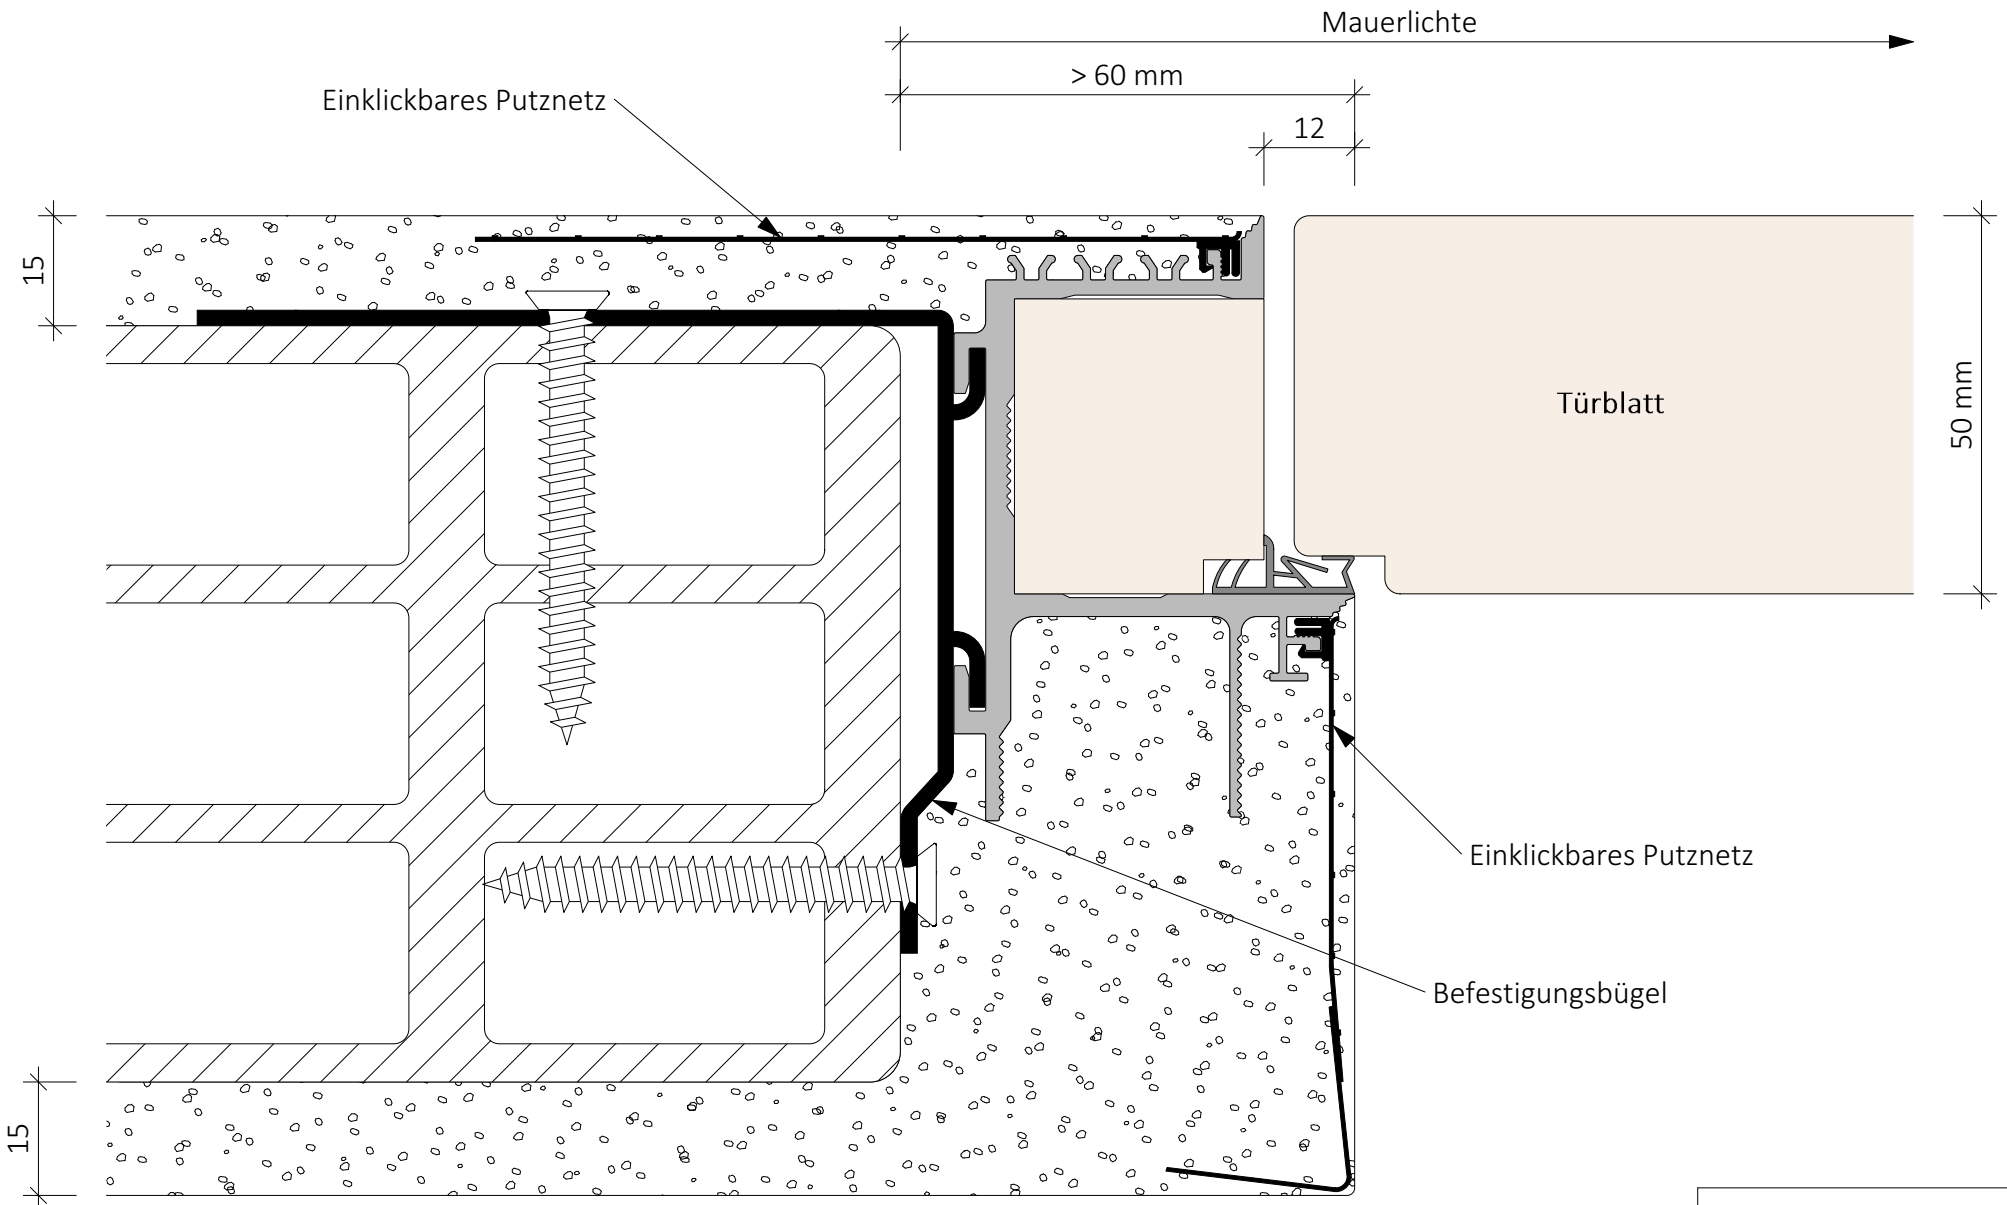 Mauerlichte
> 60 mm
Einklickbares Putznetz
12
15
Türblatt
50 mm
Einklickbares Putznetz
Befestigungsbügel
15